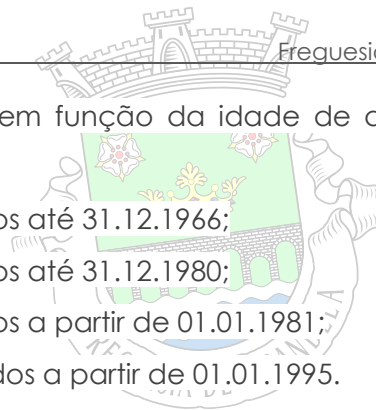 Freguesia
em função da idade de
os até 31.12.1966;
os até 31.12.1980;
os a partir de 01.01.1981;
dos a partir de 01.01.1995.